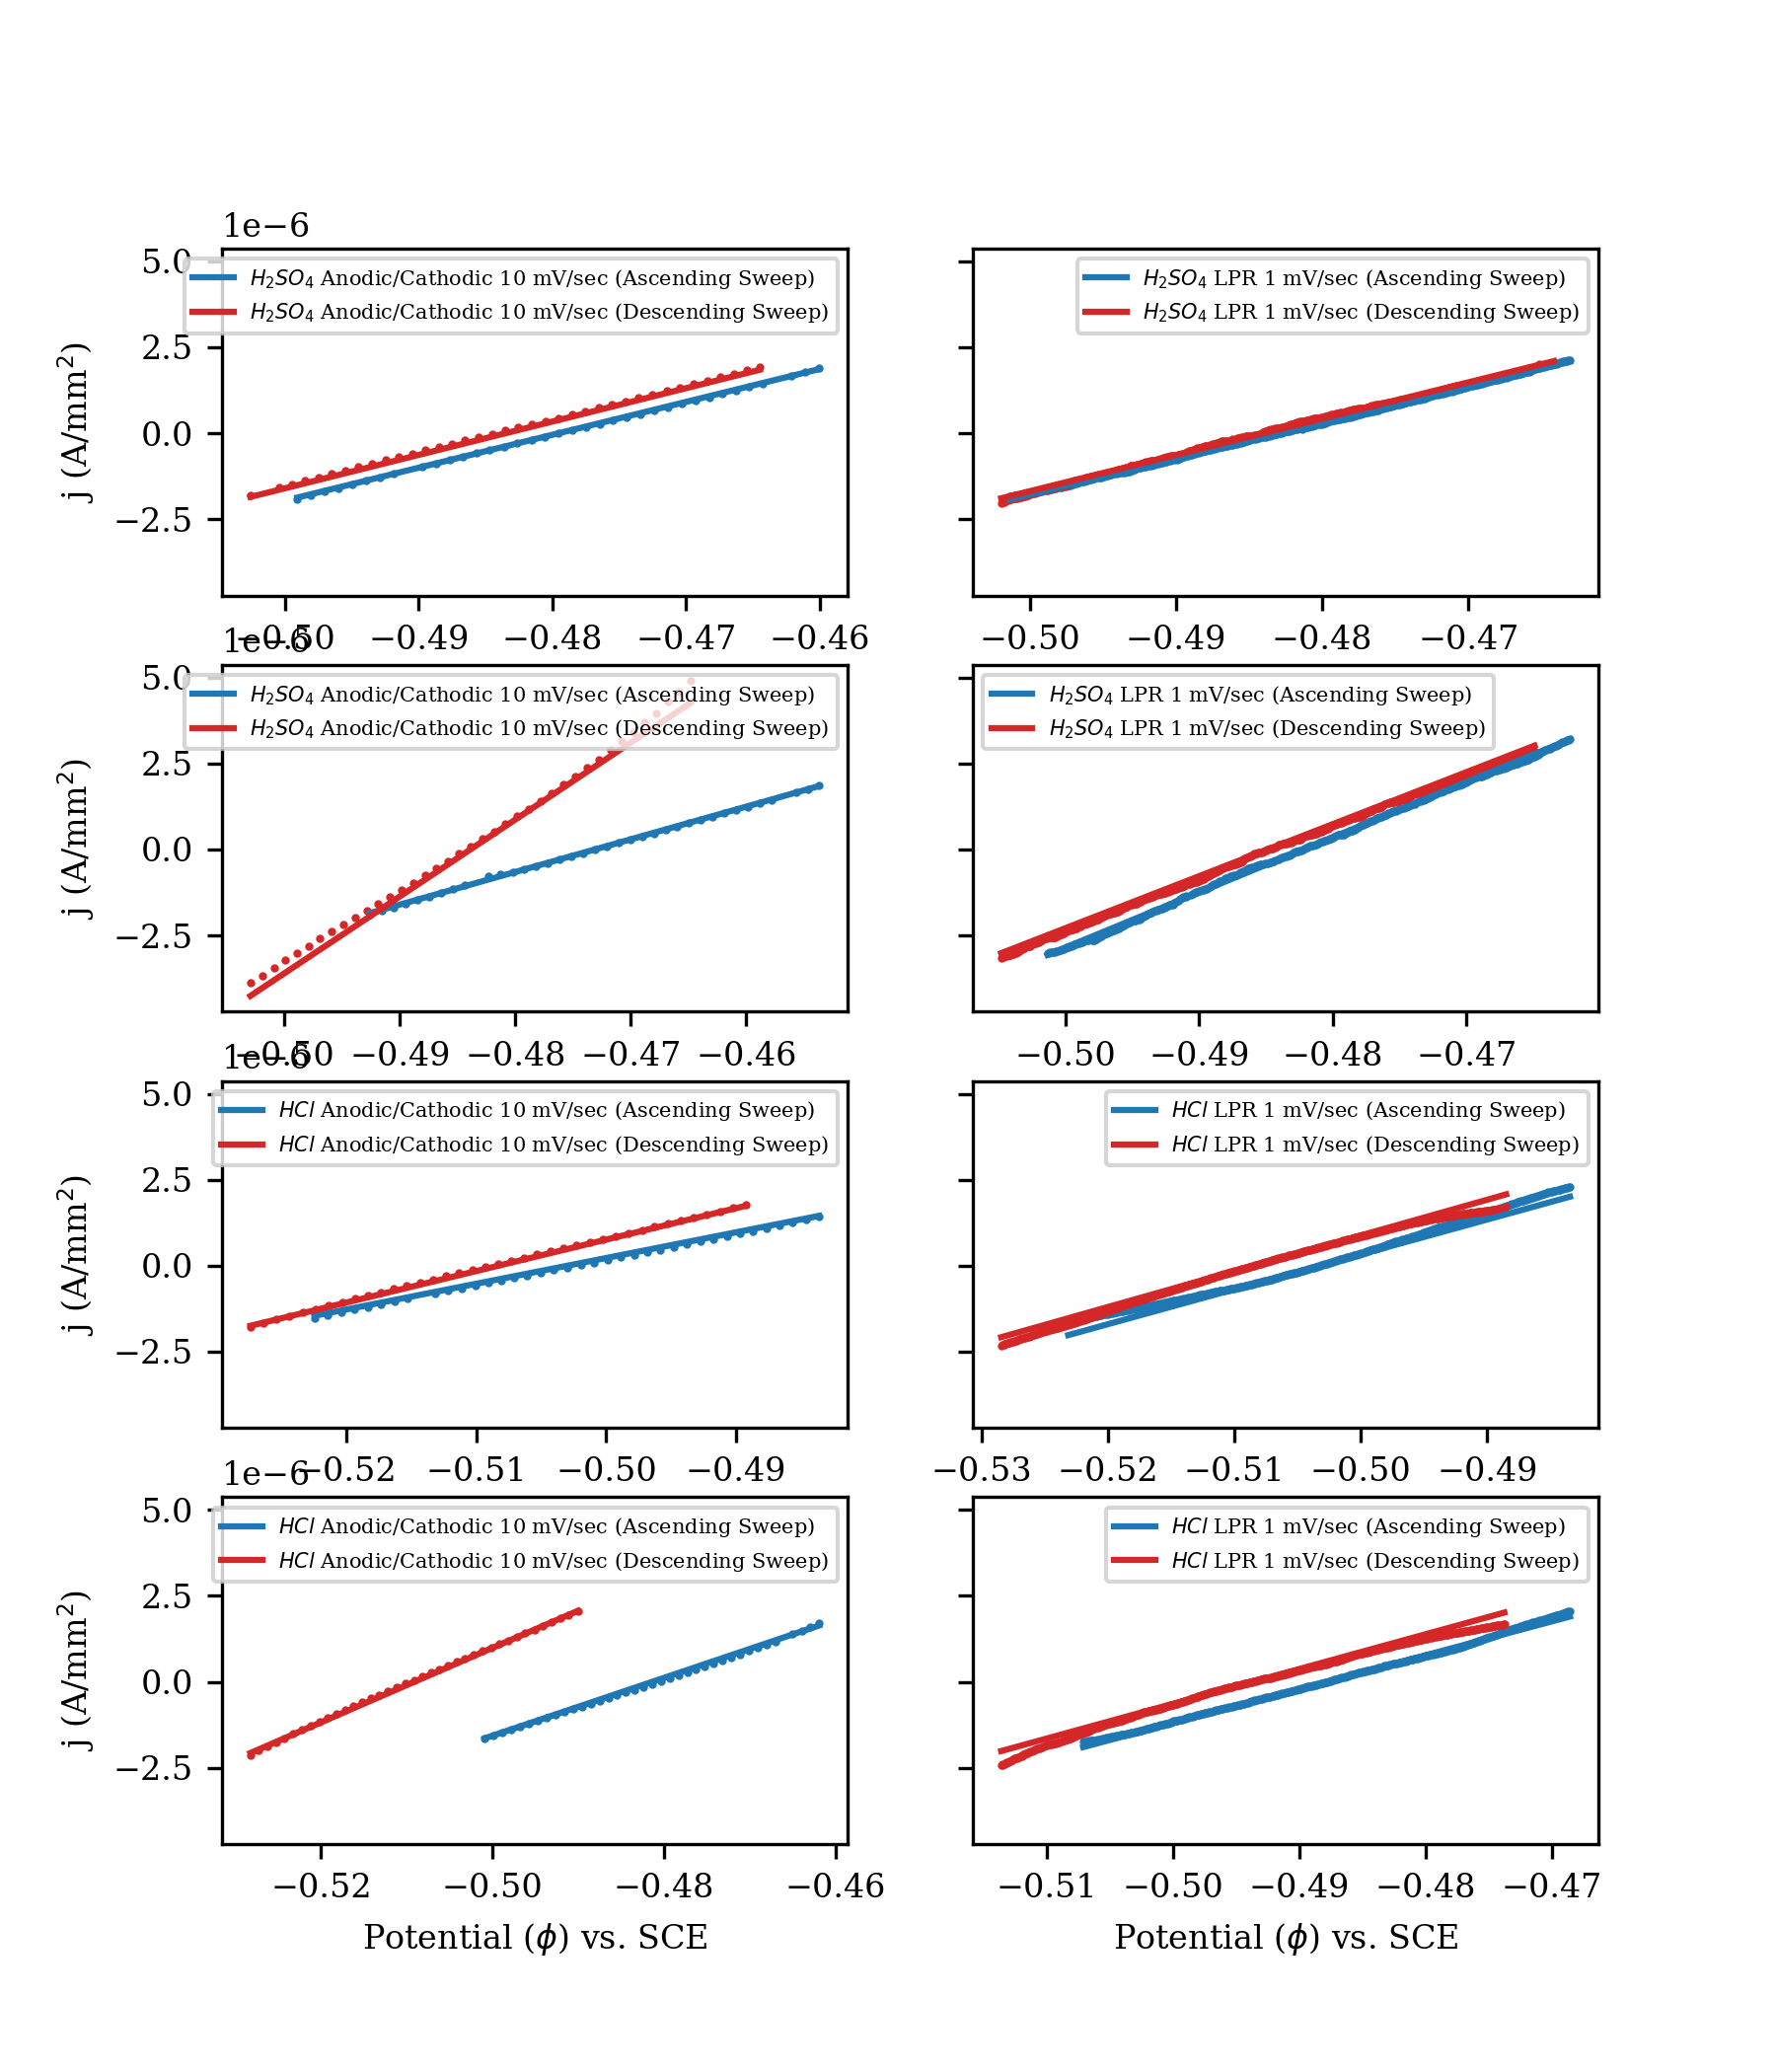 1e−6
5.0
2.5
0.0
−2.5
j (A/mm²)
H₂SO₄ Anodic/Cathodic 10 mV/sec (Ascending Sweep)
H₂SO₄ Anodic/Cathodic 10 mV/sec (Descending Sweep)
−0.50 −0.49 −0.48 −0.47 −0.46
H₂SO₄ LPR 1 mV/sec (Ascending Sweep)
H₂SO₄ LPR 1 mV/sec (Descending Sweep)
−0.50 −0.49 −0.48 −0.47
1e−6
5.0
2.5
0.0
−2.5
j (A/mm²)
H₂SO₄ Anodic/Cathodic 10 mV/sec (Ascending Sweep)
H₂SO₄ Anodic/Cathodic 10 mV/sec (Descending Sweep)
−0.50 −0.49 −0.48 −0.47 −0.46
H₂SO₄ LPR 1 mV/sec (Ascending Sweep)
H₂SO₄ LPR 1 mV/sec (Descending Sweep)
−0.50 −0.49 −0.48 −0.47
1e−6
5.0
2.5
0.0
−2.5
j (A/mm²)
HCl Anodic/Cathodic 10 mV/sec (Ascending Sweep)
HCl Anodic/Cathodic 10 mV/sec (Descending Sweep)
−0.52 −0.51 −0.50 −0.49
HCl LPR 1 mV/sec (Ascending Sweep)
HCl LPR 1 mV/sec (Descending Sweep)
−0.53 −0.52 −0.51 −0.50 −0.49
1e−6
5.0
2.5
0.0
−2.5
j (A/mm²)
HCl Anodic/Cathodic 10 mV/sec (Ascending Sweep)
HCl Anodic/Cathodic 10 mV/sec (Descending Sweep)
−0.52 −0.50 −0.48 −0.46
Potential (ϕ) vs. SCE
HCl LPR 1 mV/sec (Ascending Sweep)
HCl LPR 1 mV/sec (Descending Sweep)
−0.51 −0.50 −0.49 −0.48 −0.47
Potential (ϕ) vs. SCE